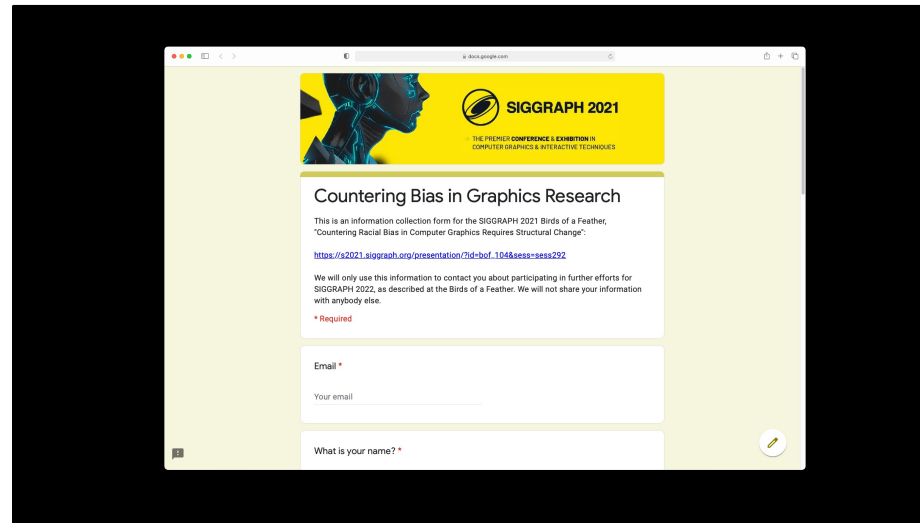 docs.google.com
SIGGRAPH 2021
THE PREMIER CONFERENCE & EXHIBITION IN
COMPUTER GRAPHICS & INTERACTIVE TECHNIQUES
Countering Bias in Graphics Research
This is an information collection form for the SIGGRAPH 2021 Birds of a Feather,
"Countering Racial Bias in Computer Graphics Requires Structural Change":
https://s2021.siggraph.org/presentation/?id=bof_104&sess=sess292
We will only use this information to contact you about participating in further efforts for
SIGGRAPH 2022, as described at the Birds of a Feather. We will not share your information
with anybody else.
* Required
Email *
Your email
What is your name? *